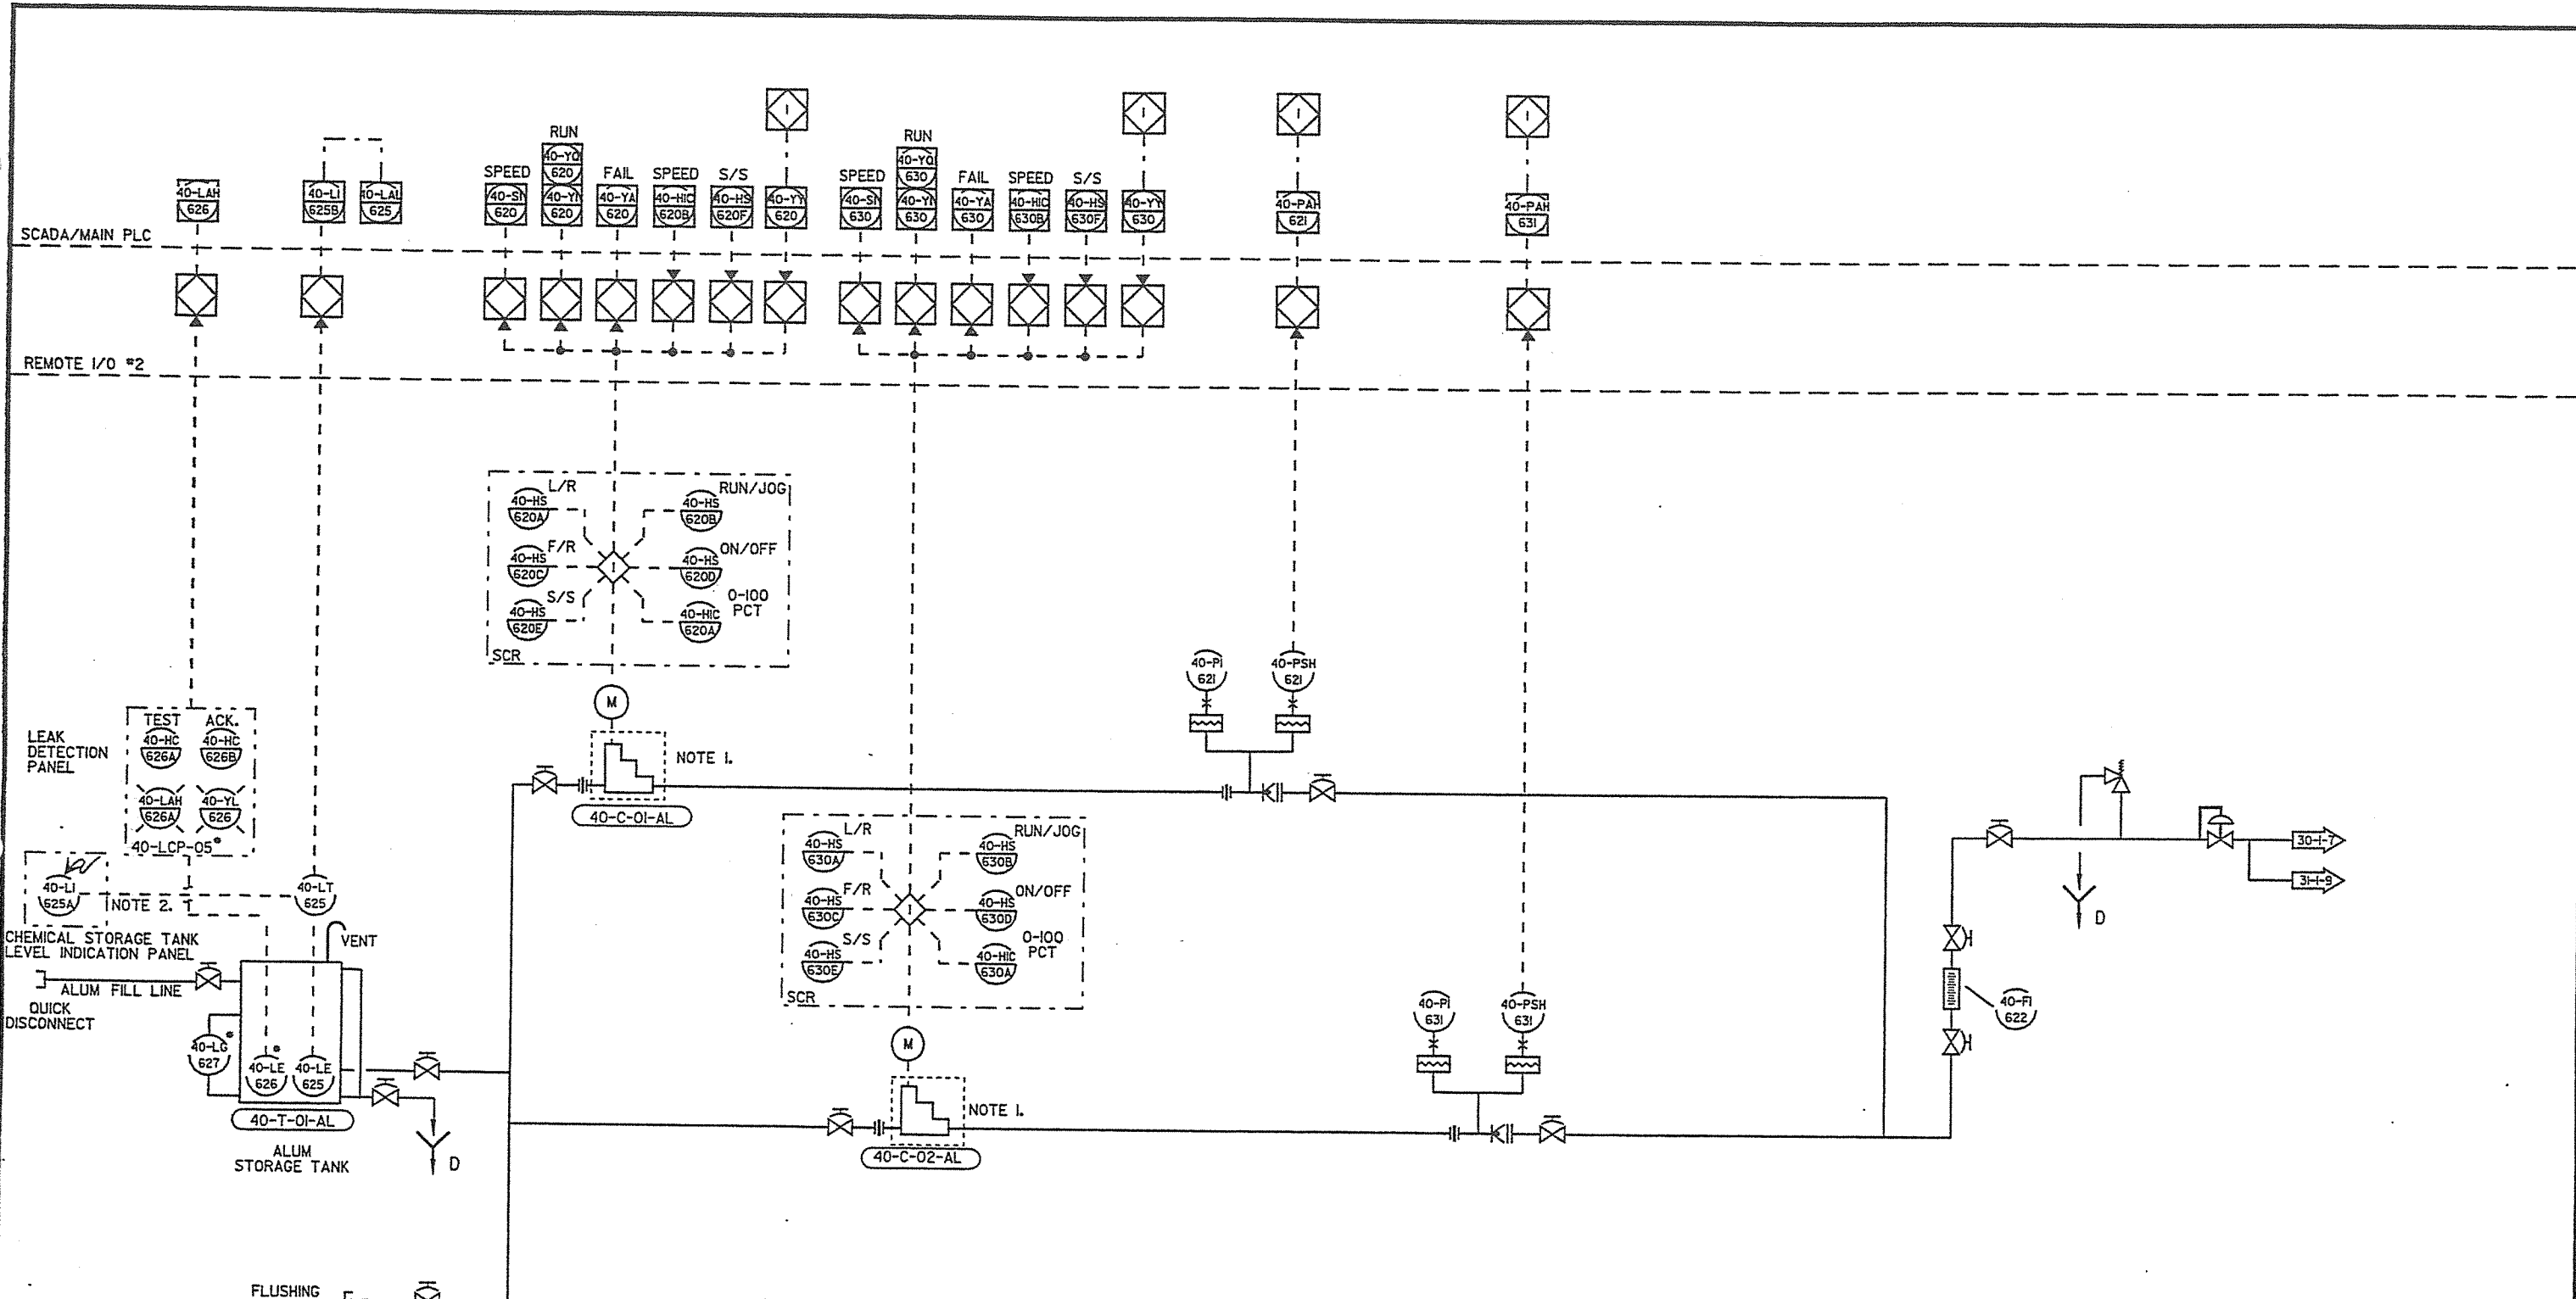 RUN
RUN
SPEED
40-YQ
620
FAIL
SPEED
S/S
SPEED
40-YQ
630
FAIL
SPEED
S/S
40-LAH
626
40-LI
625B
40-LAL
625
40-SI
620
40-YI
620
40-YA
620
40-HIC
620B
40-HS
620F
40-YY
620
40-SI
630
40-YI
630
40-YA
630
40-HIC
630B
40-HS
630F
40-YY
630
40-PAH
621
40-PAH
631
I
I
I
I
SCADA/MAIN PLC
REMOTE I/O #2
L/R
40-HS
620A
RUN/JOG
40-HS
620B
F/R
40-HS
620C
ON/OFF
40-HS
620D
I
S/S
40-HS
620E
0-100
PCT
40-HIC
620A
SCR
M
NOTE 1.
40-C-01-AL
40-PI
621
40-PSH
621
LEAK
DETECTION
PANEL
TEST
40-HC
626A
ACK.
40-HC
626B
40-LAH
626A
40-YL
626
40-LCP-05*
40-LI
625A
NOTE 2.
40-LT
625
CHEMICAL STORAGE TANK
LEVEL INDICATION PANEL
VENT
ALUM FILL LINE
QUICK
DISCONNECT
40-LG
627
*
40-LE
626
*
40-LE
625
40-T-01-AL
ALUM
STORAGE TANK
D
L/R
40-HS
630A
RUN/JOG
40-HS
630B
F/R
40-HS
630C
ON/OFF
40-HS
630D
I
S/S
40-HS
630E
0-100
PCT
40-HIC
630A
SCR
M
NOTE 1.
40-C-02-AL
40-PI
631
40-PSH
631
30-1-7
31-1-9
D
40-FI
622
FLUSHING